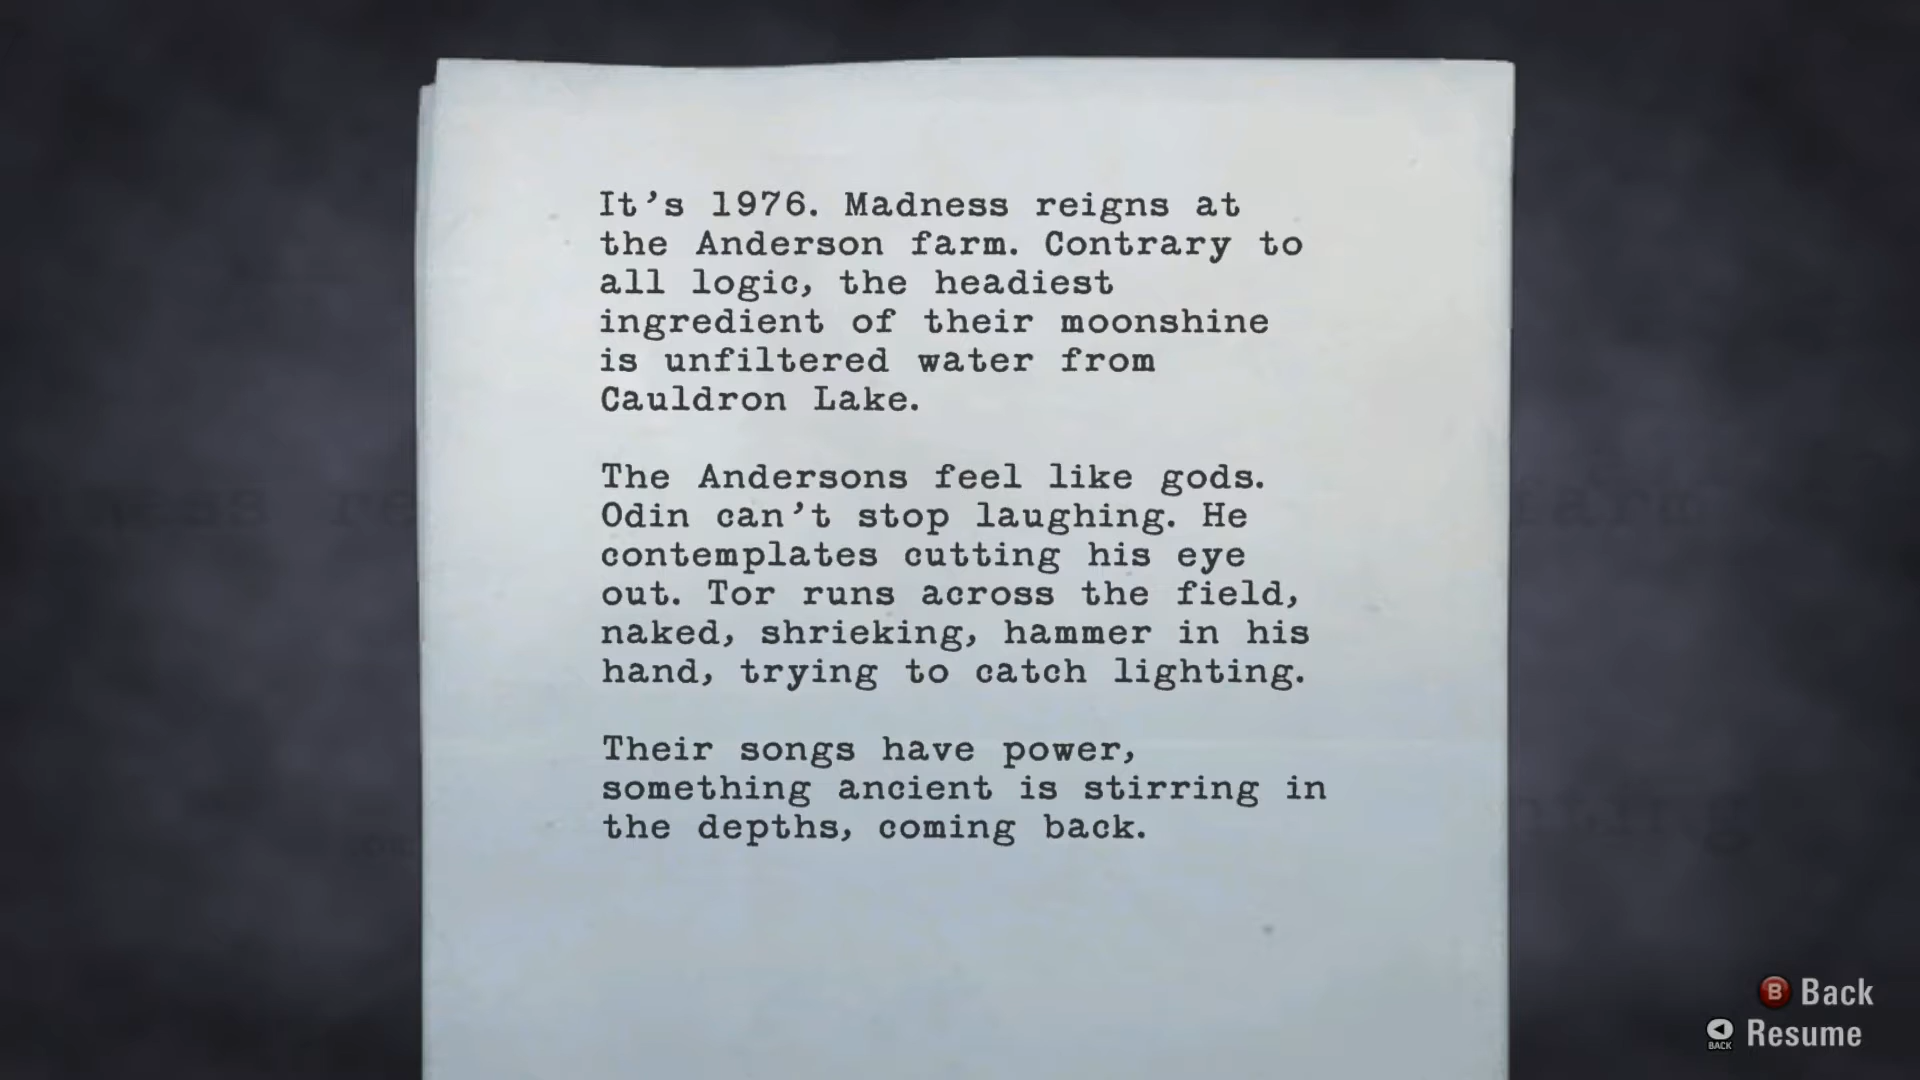 It's 1976. Madness reigns at
the Anderson farm. Contrary to
all logic, the headiest
ingredient of their moonshine
is unfiltered water from
Cauldron Lake.
The Andersons feel like gods.
Odin can't stop laughing. He
contemplates cutting his eye
out. Tor runs across the field,
naked, shrieking, hammer in his
hand, trying to catch lighting.
Their songs have power,
something ancient is stirring in
the depths, coming back.
B Back
BACK Resume